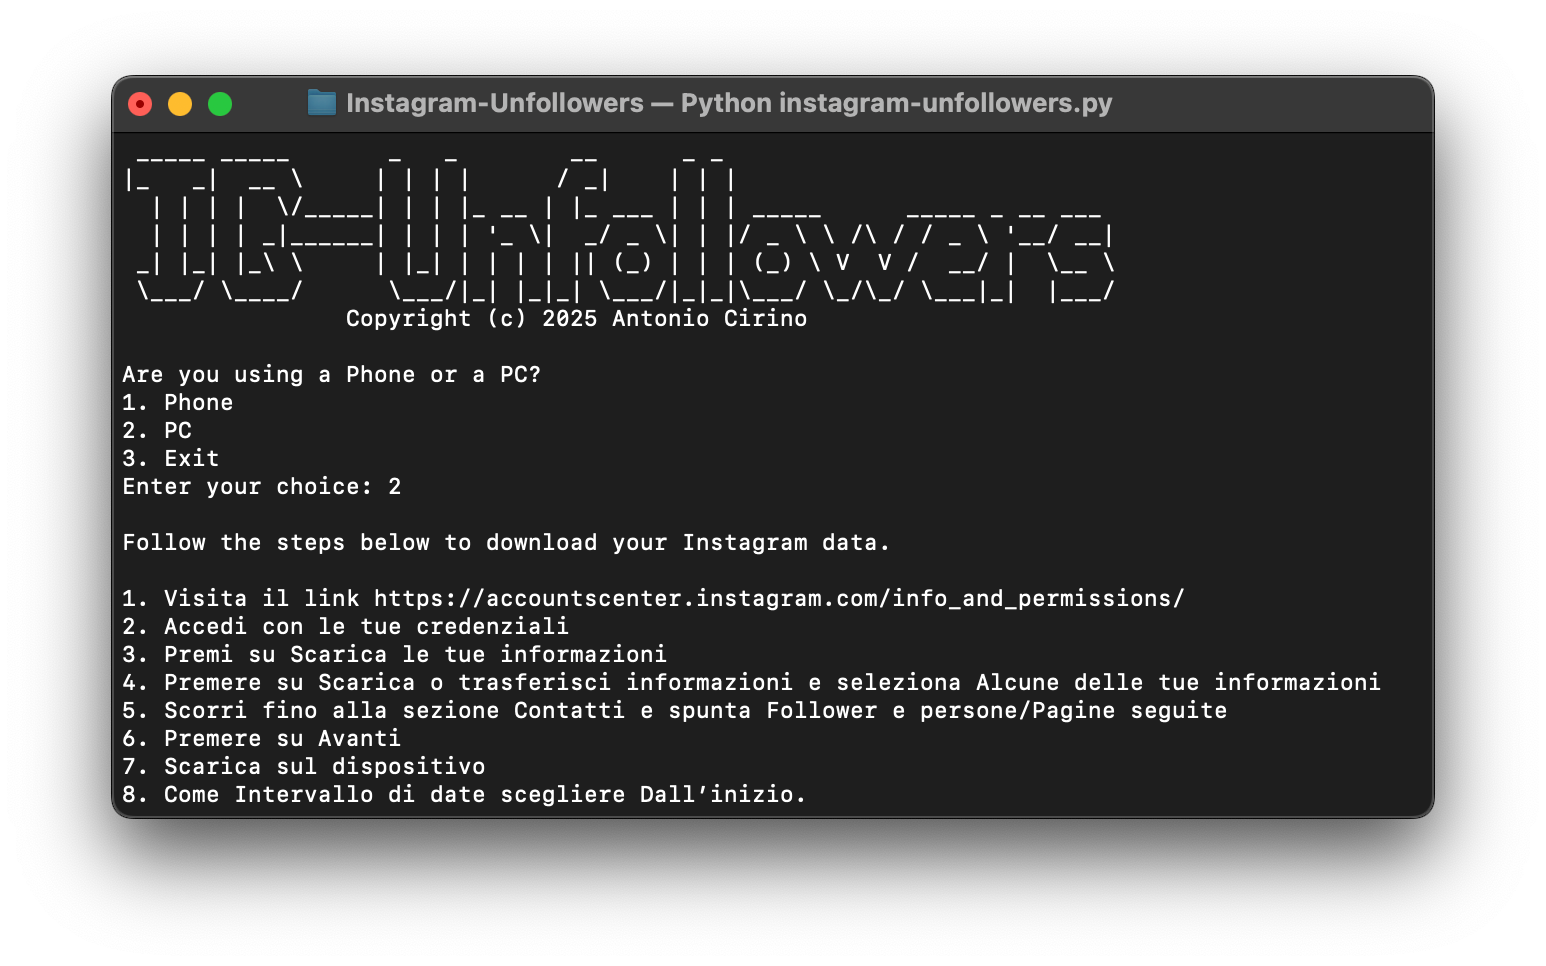 Instagram-Unfollowers — Python instagram-unfollowers.py
IG-Unfollowers
Copyright (c) 2025 Antonio Cirino
Are you using a Phone or a PC?
1. Phone
2. PC
3. Exit
Enter your choice: 2
Follow the steps below to download your Instagram data.
1. Visita il link https://accountscenter.instagram.com/info_and_permissions/
2. Accedi con le tue credenziali
3. Premi su Scarica le tue informazioni
4. Premere su Scarica o trasferisci informazioni e seleziona Alcune delle tue informazioni
5. Scorri fino alla sezione Contatti e spunta Follower e persone/Pagine seguite
6. Premere su Avanti
7. Scarica sul dispositivo
8. Come Intervallo di date scegliere Dall’inizio.